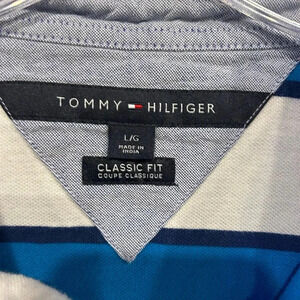 TOMMY HILFIGER
L/G
MADE IN
INDIA
CLASSIC FIT
COUPE CLASSIQUE